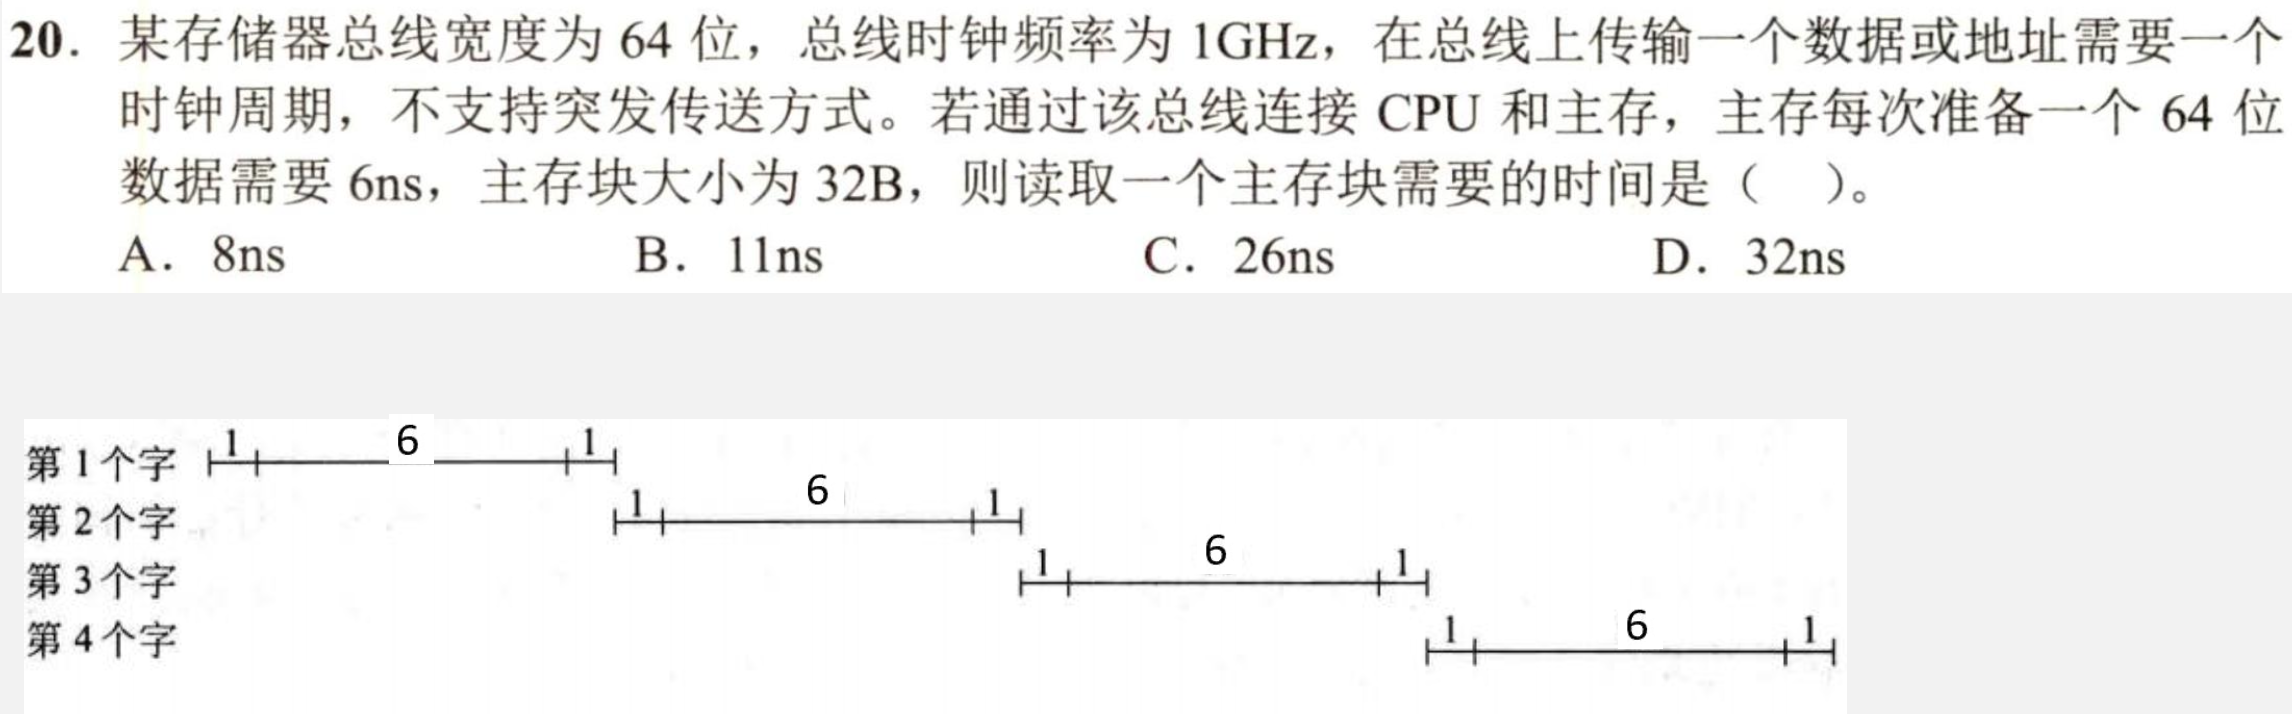 20. 某存储器总线宽度为 64 位，总线时钟频率为 1GHz，在总线上传输一个数据或地址需要一个
时钟周期，不支持突发传送方式。若通过该总线连接 CPU 和主存，主存每次准备一个 64 位
数据需要 6ns，主存块大小为 32B，则读取一个主存块需要的时间是（ ）。
A. 8ns B. 11ns C. 26ns D. 32ns
第 1 个字 1 6 1
第 2 个字 1 6 1
第 3 个字 1 6 1
第 4 个字 1 6 1